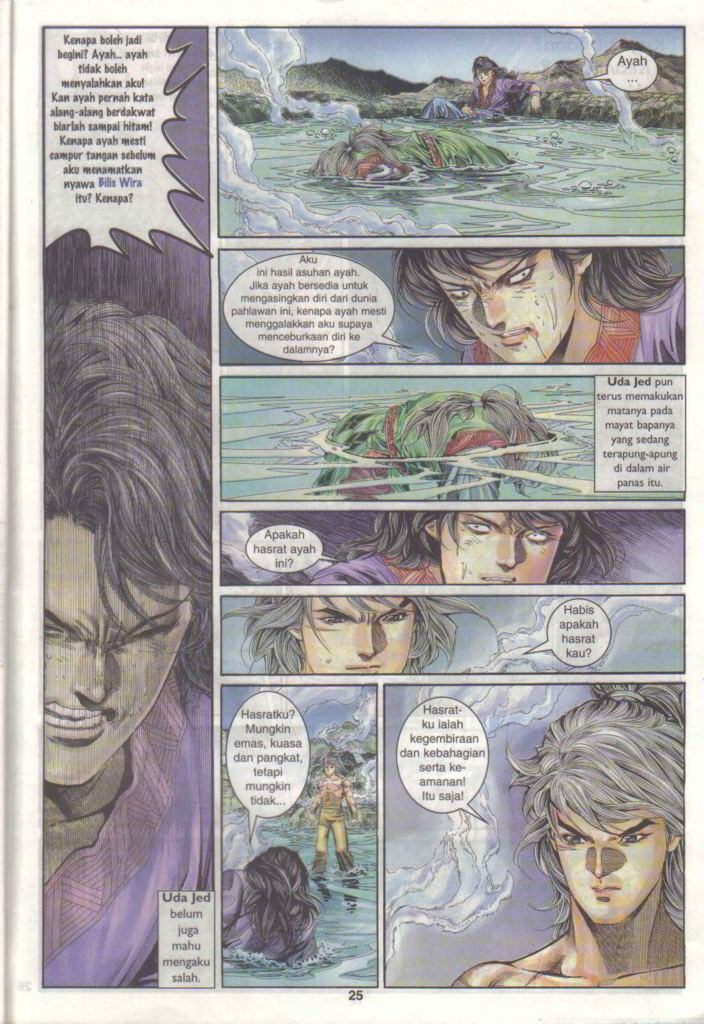 Kenapa boleh jadi
begini? Ayah.. ayah
tidak boleh
menyalahkan aku!
Kan ayah pernah kata
alang-alang berdakwat
biarlah sampai hitam!
Kenapa ayah mesti
campur tangan sebelum
aku menamatkan
nyawa Bilis Wira
itu? Kenapa?
Uda Jed
belum
juga
mahu
mengaku
salah.
Ayah
...
Aku
ini hasil asuhan ayah.
Jika ayah bersedia untuk
mengasingkan diri dari dunia
pahlawan ini, kenapa ayah mesti
menggalakkan aku supaya
menceburkaan diri ke
dalamnya?
Uda Jed pun
terus memakukan
matanya pada
mayat bapanya
yang sedang
terapung-apung
di dalam air
panas itu.
Apakah
hasrat ayah
ini?
Habis
apakah
hasrat
kau?
Hasratku?
Mungkin
emas, kuasa
dan pangkat,
tetapi
mungkin
tidak...
Hasrat-
ku ialah
kegembiraan
dan kebahagian
serta ke-
amanan!
Itu saja!
25